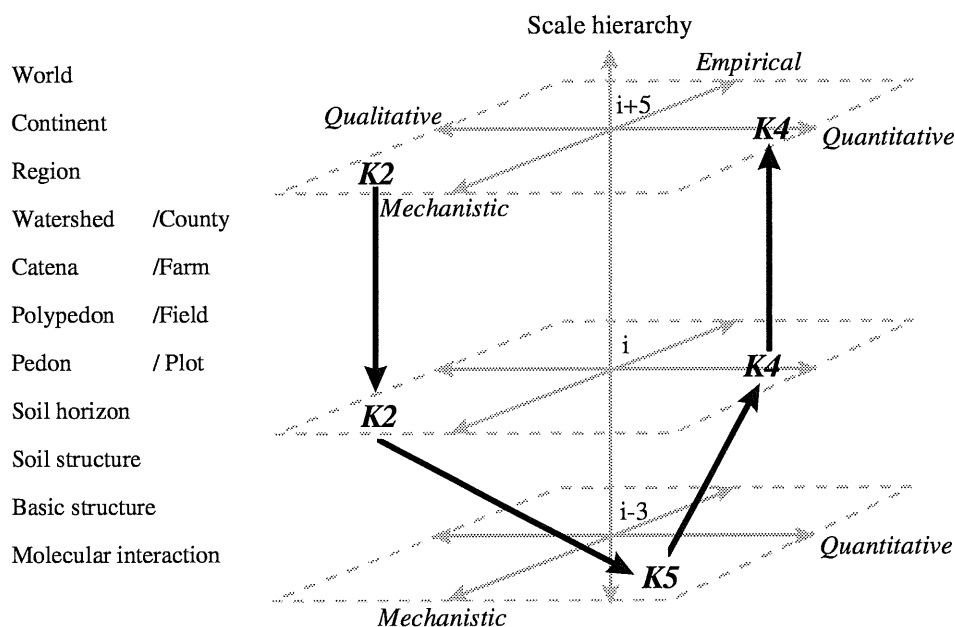 Scale hierarchy
World
Empirical
i+5
Continent
Qualitative
K4
Quantitative
Region
K2
Mechanistic
Watershed /County
Catena /Farm
Polypedon /Field
i
Pedon / Plot
K4
Soil horizon
K2
Soil structure
Basic structure
i-3
Molecular interaction
Quantitative
K5
Mechanistic